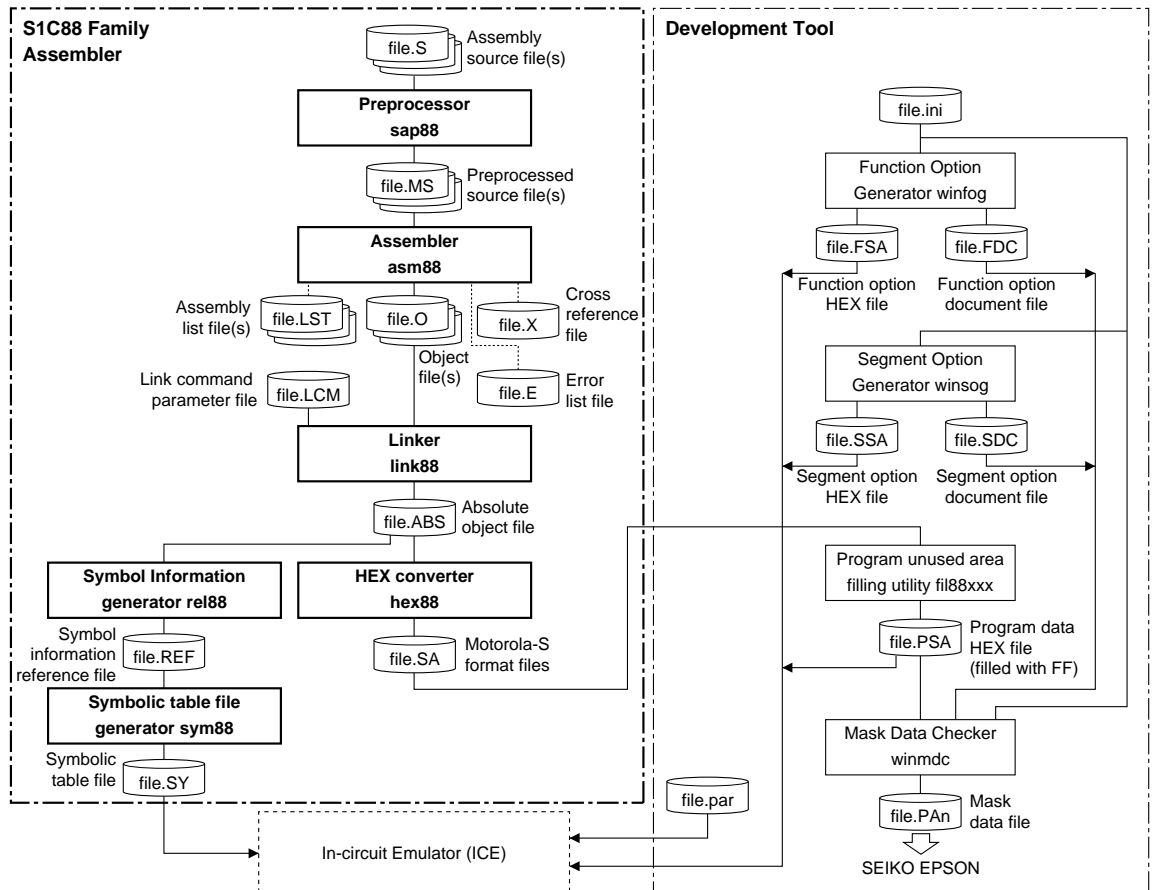 S1C88 Family
Assembler
file.S
Assembly
source file(s)
Preprocessor
sap88
file.MS
Preprocessed
source file(s)
Assembler
asm88
Assembly
list file(s)
file.LST
file.O
Object
file(s)
file.X
Cross
reference
file
Link command
parameter file
file.LCM
file.E
Error
list file
Linker
link88
file.ABS
Absolute
object file
Symbol Information
generator rel88
HEX converter
hex88
Symbol
information
reference file
file.REF
file.SA
Motorola-S
format files
Symbolic table file
generator sym88
Symbolic
table file
file.SY
In-circuit Emulator (ICE)
Development Tool
file.ini
Function Option
Generator winfog
file.FSA
file.FDC
Function option
HEX file
Function option
document file
Segment Option
Generator winsog
file.SSA
file.SDC
Segment option
HEX file
Segment option
document file
Program unused area
filling utility fil88xxx
file.PSA
Program data
HEX file
(filled with FF)
Mask Data Checker
winmdc
file.par
file.PAn
Mask
data file
SEIKO EPSON